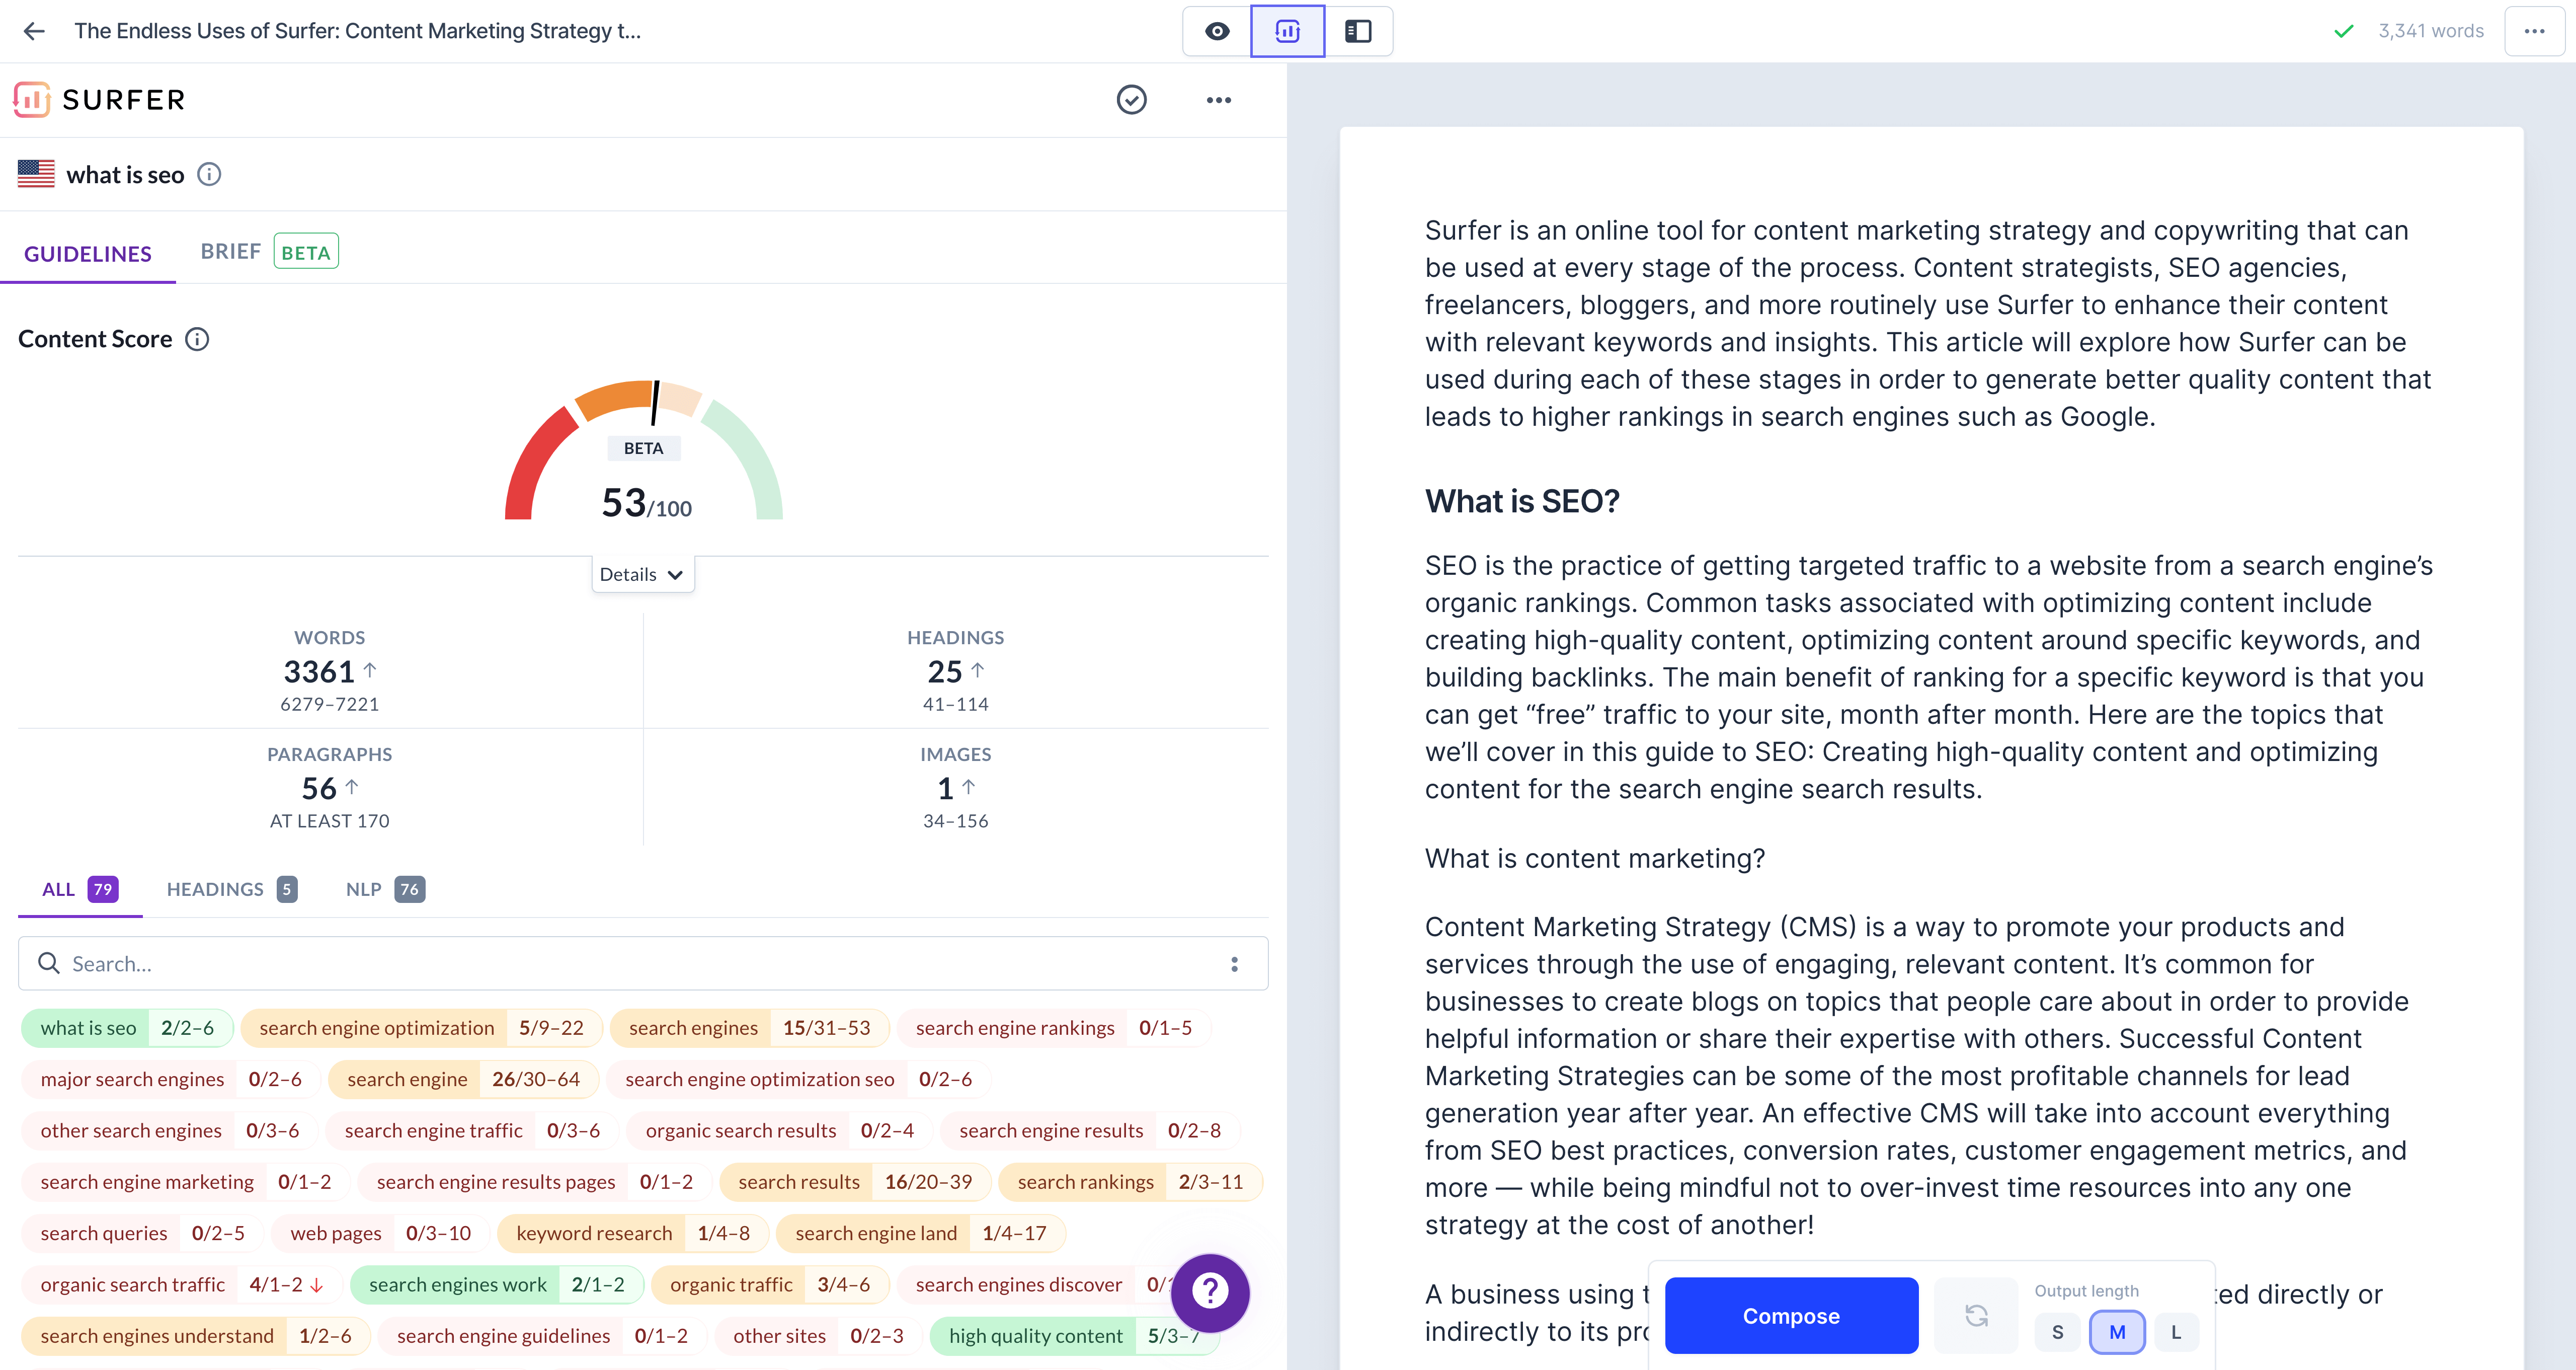 The Endless Uses of Surfer: Content Marketing Strategy t...
3,341 words
SURFER
what is seo
GUIDELINES
BRIEF BETA
Content Score
BETA
53/100
Details
WORDS
3361
6279–7221
HEADINGS
25
41–114
PARAGRAPHS
56
AT LEAST 170
IMAGES
1
34–156
ALL 79
HEADINGS 5
NLP 76
Search...
what is seo 2/2–6
search engine optimization 5/9–22
search engines 15/31–53
search engine rankings 0/1–5
major search engines 0/2–6
search engine 26/30–64
search engine optimization seo 0/2–6
other search engines 0/3–6
search engine traffic 0/3–6
organic search results 0/2–4
search engine results 0/2–8
search engine marketing 0/1–2
search engine results pages 0/1–2
search results 16/20–39
search rankings 2/3–11
search queries 0/2–5
web pages 0/3–10
keyword research 1/4–8
search engine land 1/4–17
organic search traffic 4/1–2
search engines work 2/1–2
organic traffic 3/4–6
search engines discover 0/
search engines understand 1/2–6
search engine guidelines 0/1–2
other sites 0/2–3
high quality content 5/3–7
?
Surfer is an online tool for content marketing strategy and copywriting that can
be used at every stage of the process. Content strategists, SEO agencies,
freelancers, bloggers, and more routinely use Surfer to enhance their content
with relevant keywords and insights. This article will explore how Surfer can be
used during each of these stages in order to generate better quality content that
leads to higher rankings in search engines such as Google.
What is SEO?
SEO is the practice of getting targeted traffic to a website from a search engine’s
organic rankings. Common tasks associated with optimizing content include
creating high-quality content, optimizing content around specific keywords, and
building backlinks. The main benefit of ranking for a specific keyword is that you
can get “free” traffic to your site, month after month. Here are the topics that
we’ll cover in this guide to SEO: Creating high-quality content and optimizing
content for the search engine search results.
What is content marketing?
Content Marketing Strategy (CMS) is a way to promote your products and
services through the use of engaging, relevant content. It’s common for
businesses to create blogs on topics that people care about in order to provide
helpful information or share their expertise with others. Successful Content
Marketing Strategies can be some of the most profitable channels for lead
generation year after year. An effective CMS will take into account everything
from SEO best practices, conversion rates, customer engagement metrics, and
more — while being mindful not to over-invest time resources into any one
strategy at the cost of another!
A business using ted directly or
indirectly to its
Compose
Output length
S
M
L